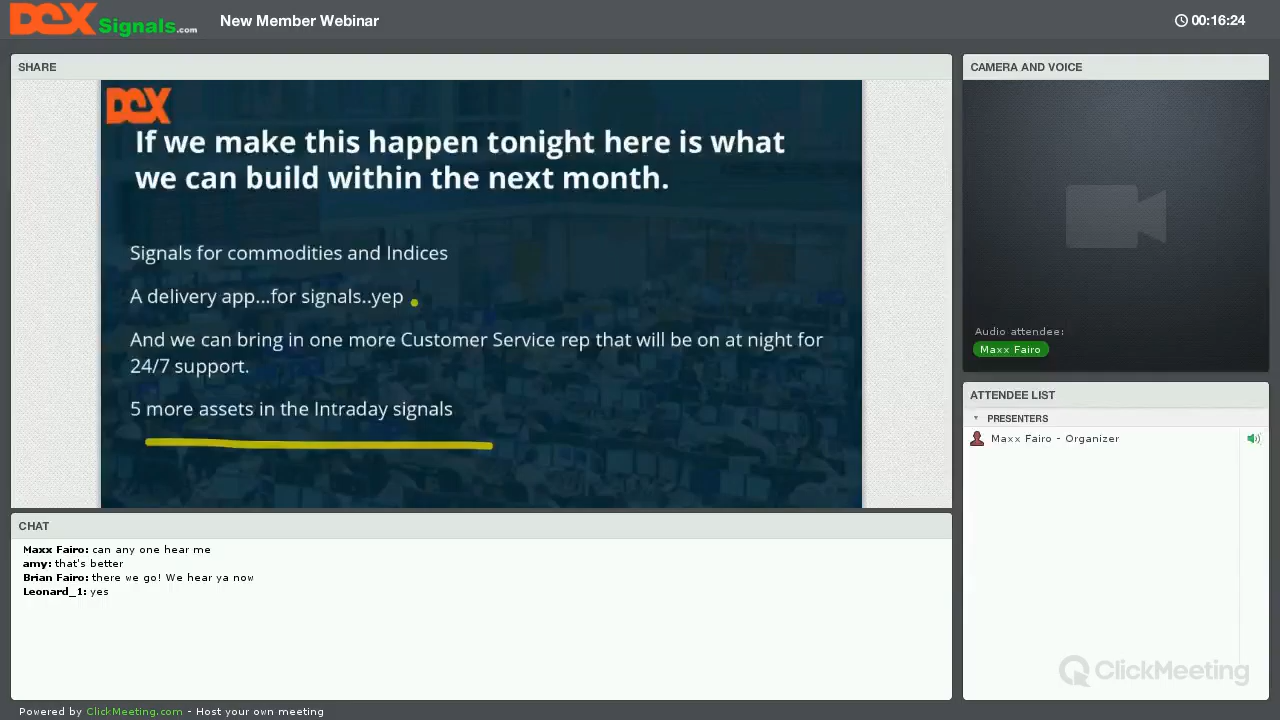 DCX Signals.com
New Member Webinar
00:16:24
SHARE
DCX
If we make this happen tonight here is what
we can build within the next month.
Signals for commodities and Indices
A delivery app...for signals..yep
And we can bring in one more Customer Service rep that will be on at night for
24/7 support.
5 more assets in the Intraday signals
CHAT
Maxx Fairo: can any one hear me
amy: that's better
Brian Fairo: there we go! We hear ya now
Leonard_1: yes
CAMERA AND VOICE
Audio attendee:
Maxx Fairo
ATTENDEE LIST
PRESENTERS
Maxx Fairo - Organizer
ClickMeeting
Powered by ClickMeeting.com - Host your own meeting